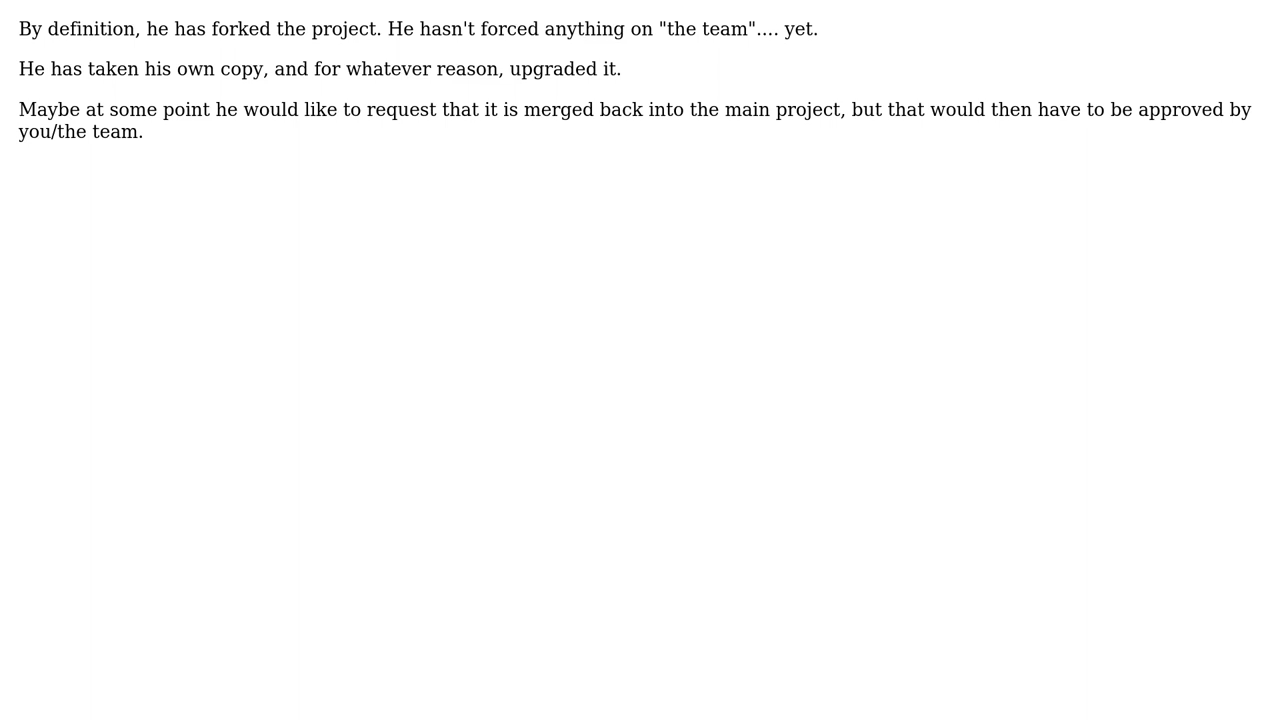 By definition, he has forked the project. He hasn't forced anything on "the team".... yet.
He has taken his own copy, and for whatever reason, upgraded it.
Maybe at some point he would like to request that it is merged back into the main project, but that would then have to be approved by
you/the team.